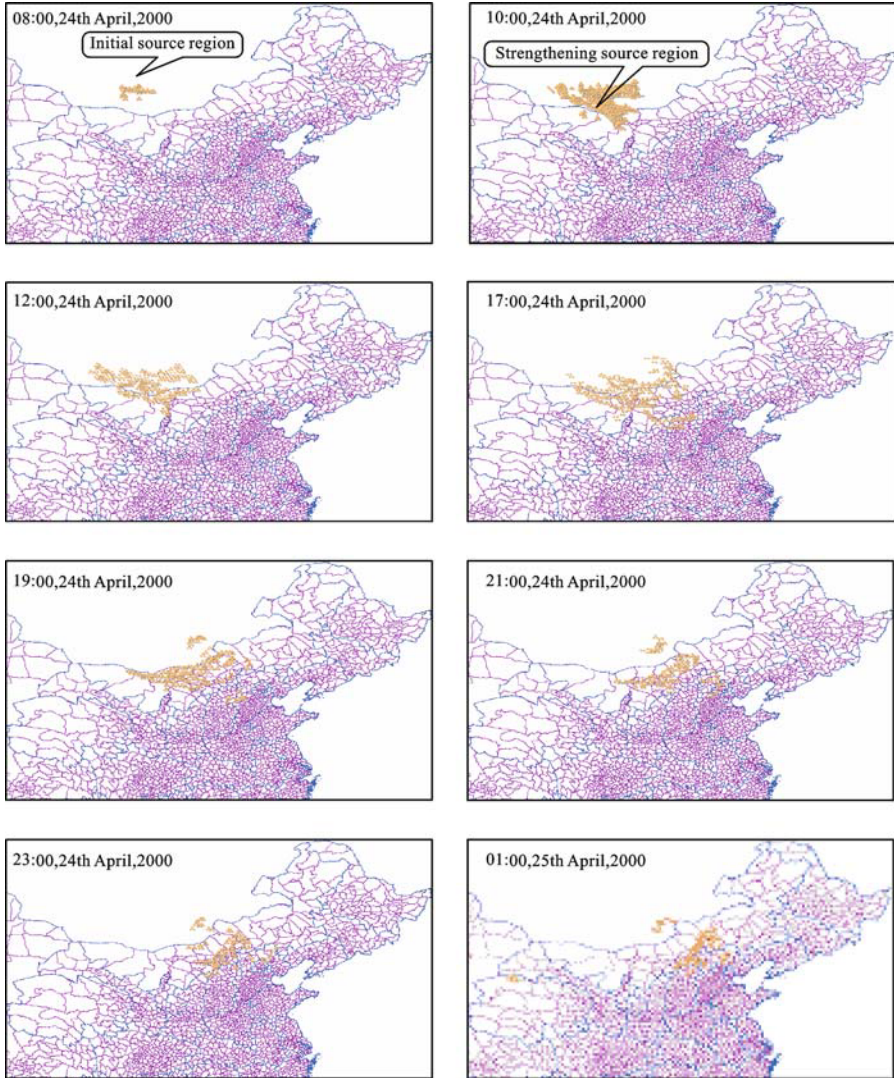 08:00,24th April,2000
Initial source region
10:00,24th April,2000
Strengthening source region
12:00,24th April,2000
17:00,24th April,2000
19:00,24th April,2000
21:00,24th April,2000
23:00,24th April,2000
01:00,25th April,2000